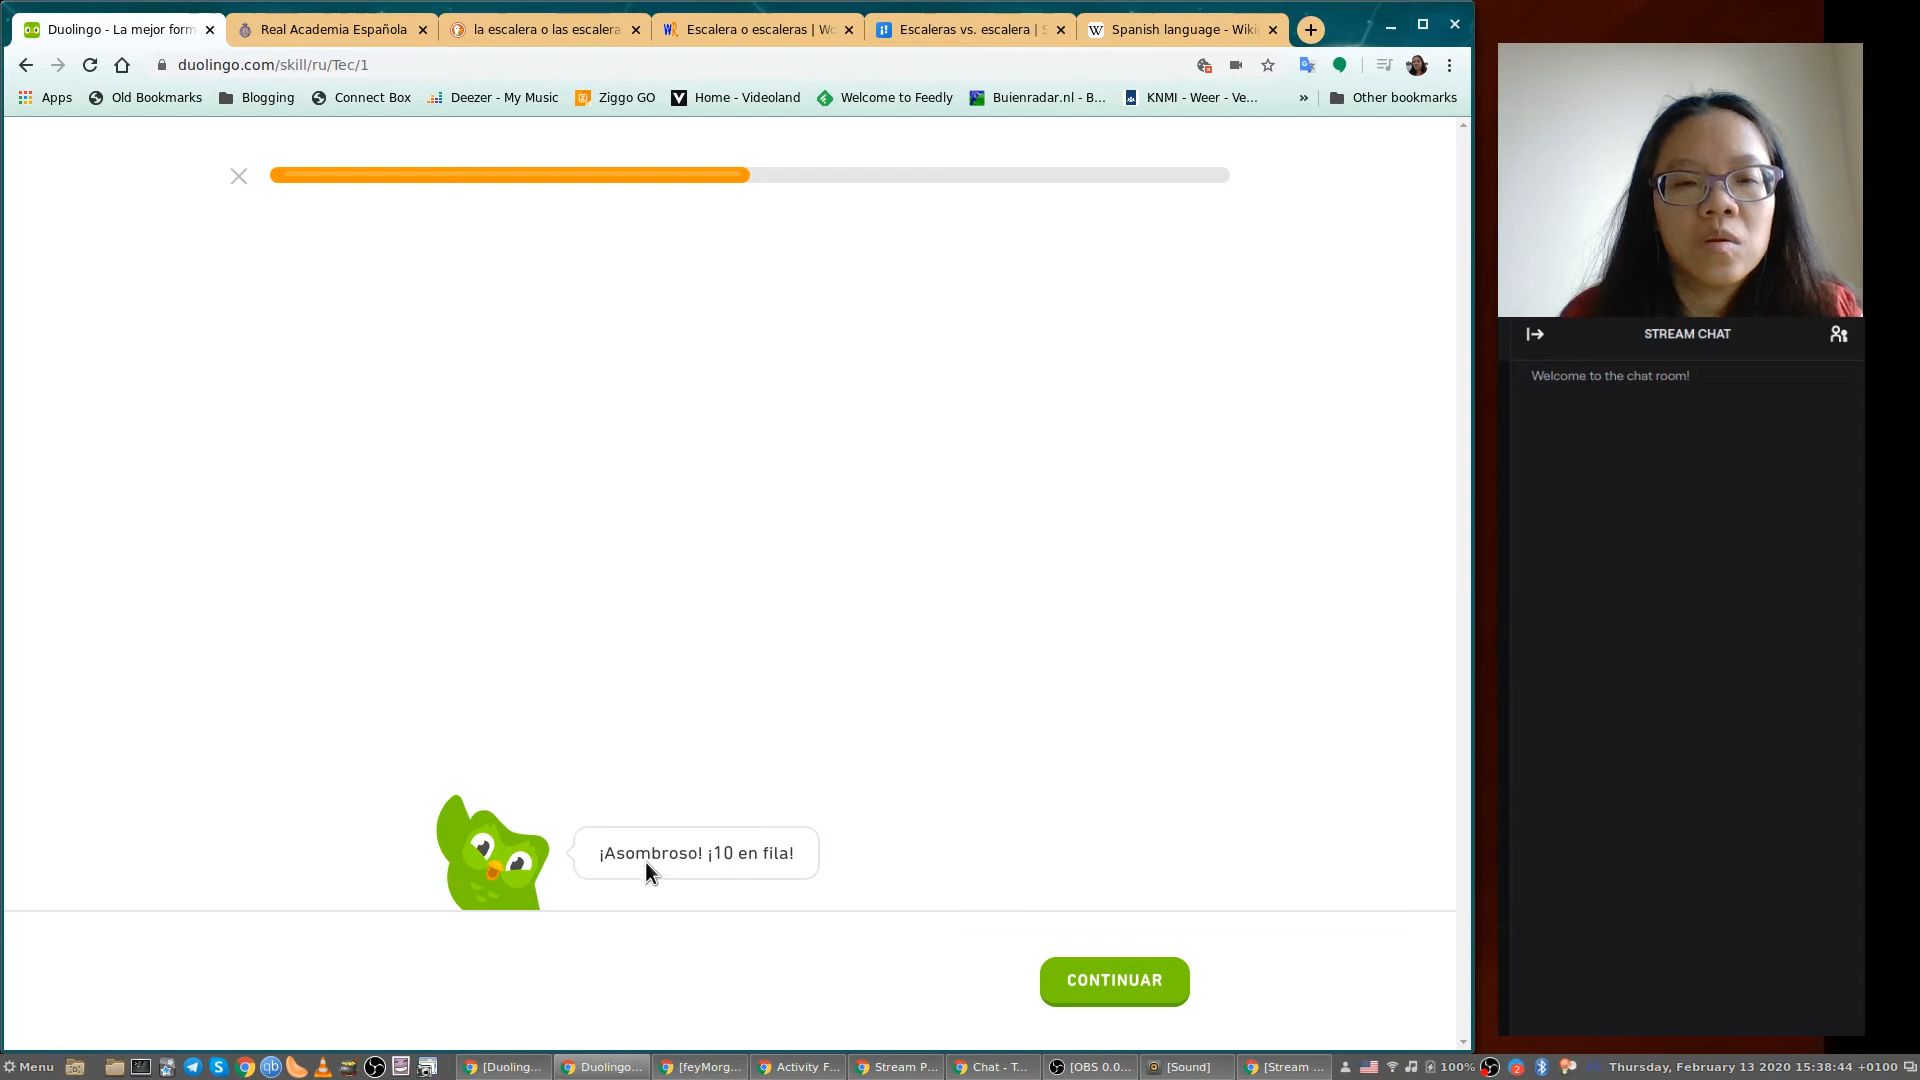 Duolingo - La mejor form
Real Academia Española
la escalera o las escalera
Escalera o escaleras | Wo
Escaleras vs. escalera | S
Spanish language - Wiki
duolingo.com/skill/ru/Tec/1
Apps
Old Bookmarks
Blogging
Connect Box
Deezer - My Music
Ziggo GO
Home - Videoland
Welcome to Feedly
Buienradar.nl - B...
KNMI - Weer - Ve...
»
Other bookmarks
STREAM CHAT
Welcome to the chat room!
¡Asombroso! ¡10 en fila!
CONTINUAR
Menu
[Duoling...
Duolingo...
[feyMorg...
Activity F...
Stream P...
Chat - T...
[OBS 0.0...
[Sound]
[Stream ...
100%
2
Thursday, February 13 2020 15:38:44 +0100